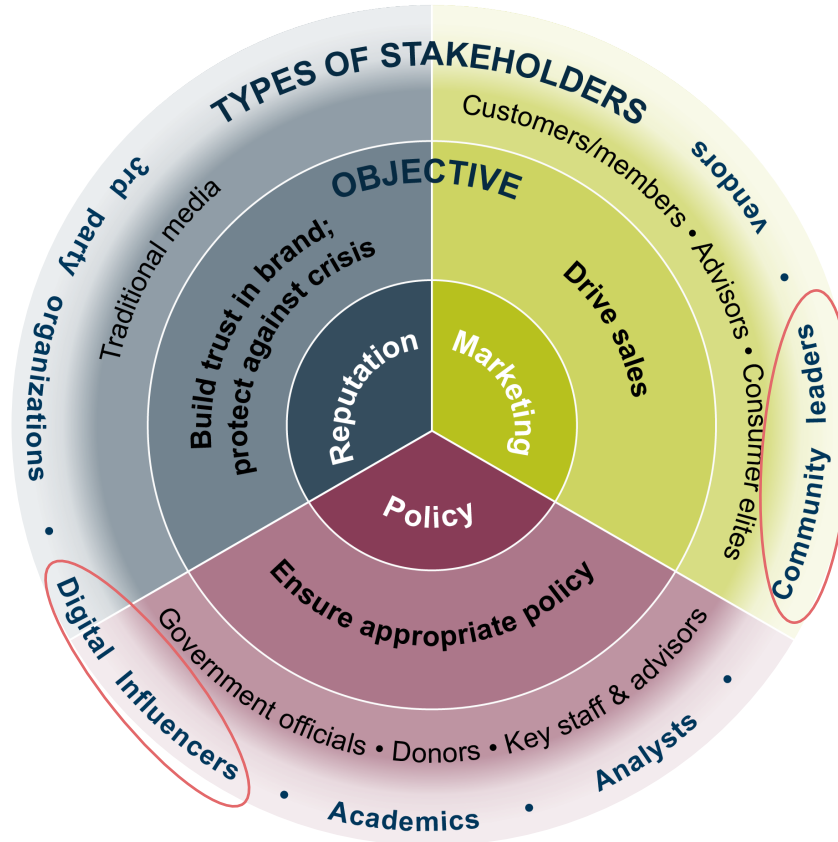 TYPES OF STAKEHOLDERS
OBJECTIVE
3rd party organizations •
Traditional media
Build trust in brand;
protect against crisis
Reputation
vendors •
Community leaders
Customers/members • Advisors • Consumer elites
Drive sales
Marketing
Policy
Ensure appropriate policy
Government officials • Donors • Key staff & advisors
Digital Influencers • Academics • Analysts •